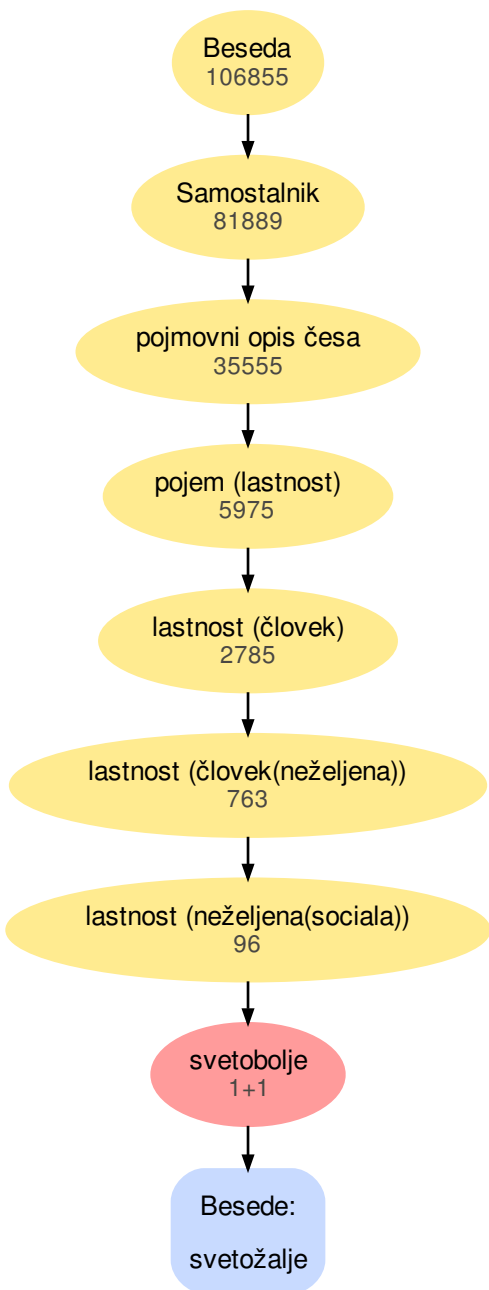 Beseda
106855
Samostalnik
81889
pojmovni opis česa
35555
pojem (lastnost)
5975
lastnost (človek)
2785
lastnost (človek(neželjena))
763
lastnost (neželjena(sociala))
96
svetobolje
1+1
Besede:
svetožalje